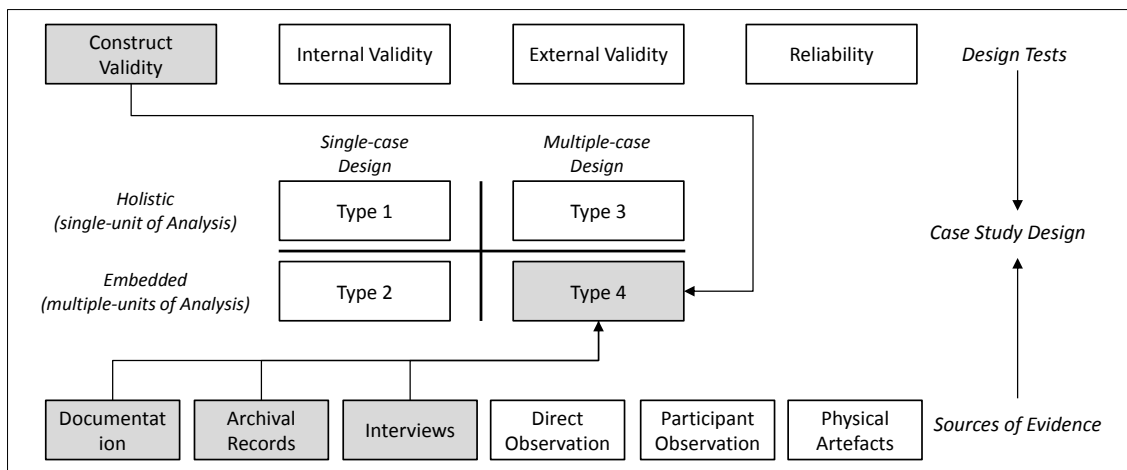 Construct
Validity
Internal Validity
External Validity
Reliability
Design Tests
Single-case
Design
Multiple-case
Design
Holistic
(single-unit of Analysis)
Type 1
Type 3
Case Study Design
Embedded
(multiple-units of Analysis)
Type 2
Type 4
Documentat
ion
Archival
Records
Interviews
Direct
Observation
Participant
Observation
Physical
Artefacts
Sources of Evidence